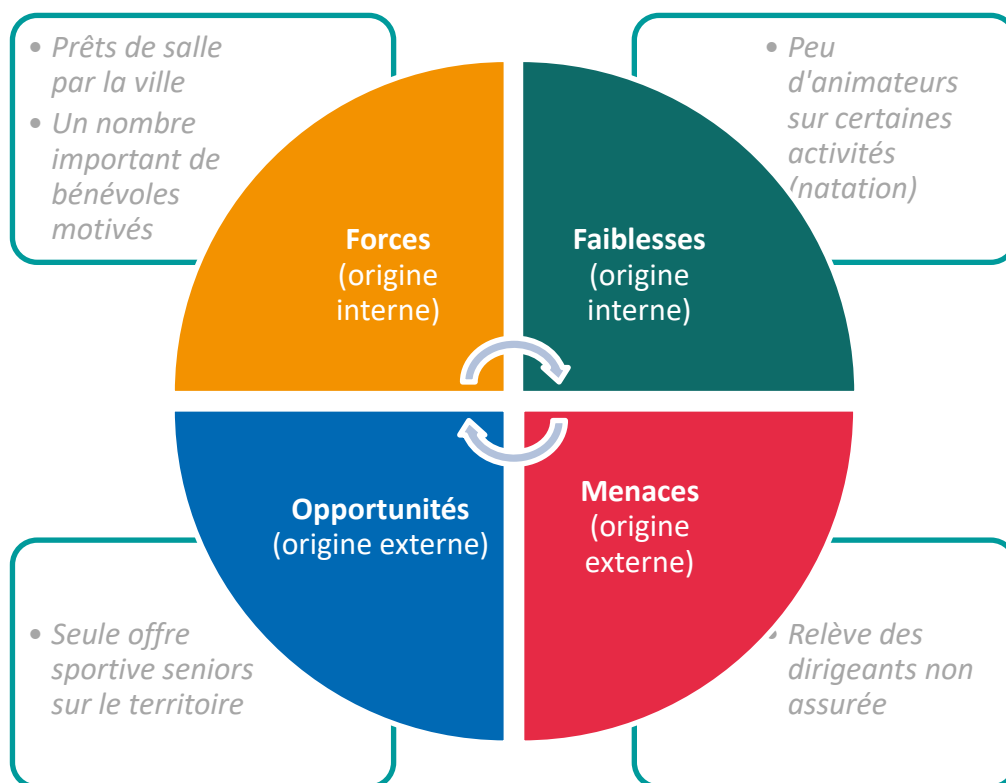 • Prêts de salle
par la ville
• Un nombre
important de
bénévoles
motivés
• Peu
d'animateurs
sur certaines
activités
(natation)
Forces
(origine
interne)
Faiblesses
(origine
interne)
Opportunités
(origine externe)
Menaces
(origine
externe)
• Seule offre
sportive seniors
sur le territoire
• Relève des
dirigeants non
assurée